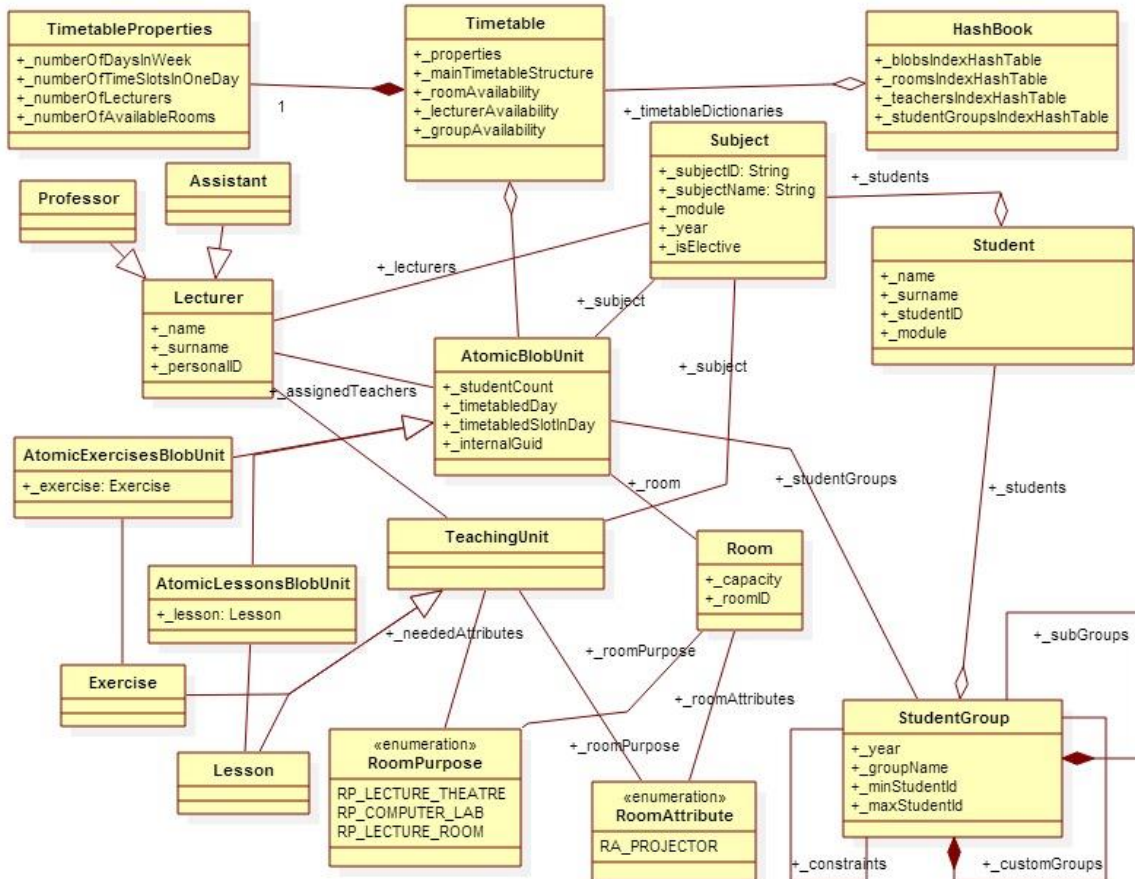 TimetableProperties
+_numberOfDaysInWeek
+_numberOfTimeSlotsInOneDay
+_numberOfLecturers
+_numberOfAvailableRooms
1
Timetable
+_properties
+_mainTimetableStructure
+_roomAvailability
+_lecturerAvailability
+_groupAvailability
+_timetableDictionaries
HashBook
+_blobsIndexHashTable
+_roomsIndexHashTable
+_teachersIndexHashTable
+_studentGroupsIndexHashTable
Professor
Assistant
Subject
+_subjectID: String
+_subjectName: String
+_module
+_year
+_isElective
+_students
Student
+_name
+_surname
+_studentID
+_module
Lecturer
+_name
+_surname
+_personalID
+_lecturers
+_subject
+_subject
+_assignedTeachers
AtomicBlobUnit
+_studentCount
+_timetabledDay
+_timetabledSlotInDay
+_internalGuid
AtomicExercisesBlobUnit
+_exercise: Exercise
+_room
+_studentGroups
+_students
TeachingUnit
Room
+_capacity
+_roomID
AtomicLessonsBlobUnit
+_lesson: Lesson
+_neededAttributes
+_roomPurpose
+_subGroups
+_roomAttributes
Exercise
Lesson
«enumeration»
RoomPurpose
RP_LECTURE_THEATRE
RP_COMPUTER_LAB
RP_LECTURE_ROOM
+_roomPurpose
«enumeration»
RoomAttribute
RA_PROJECTOR
StudentGroup
+_year
+_groupName
+_minStudentId
+_maxStudentId
+_constraints
+_customGroups